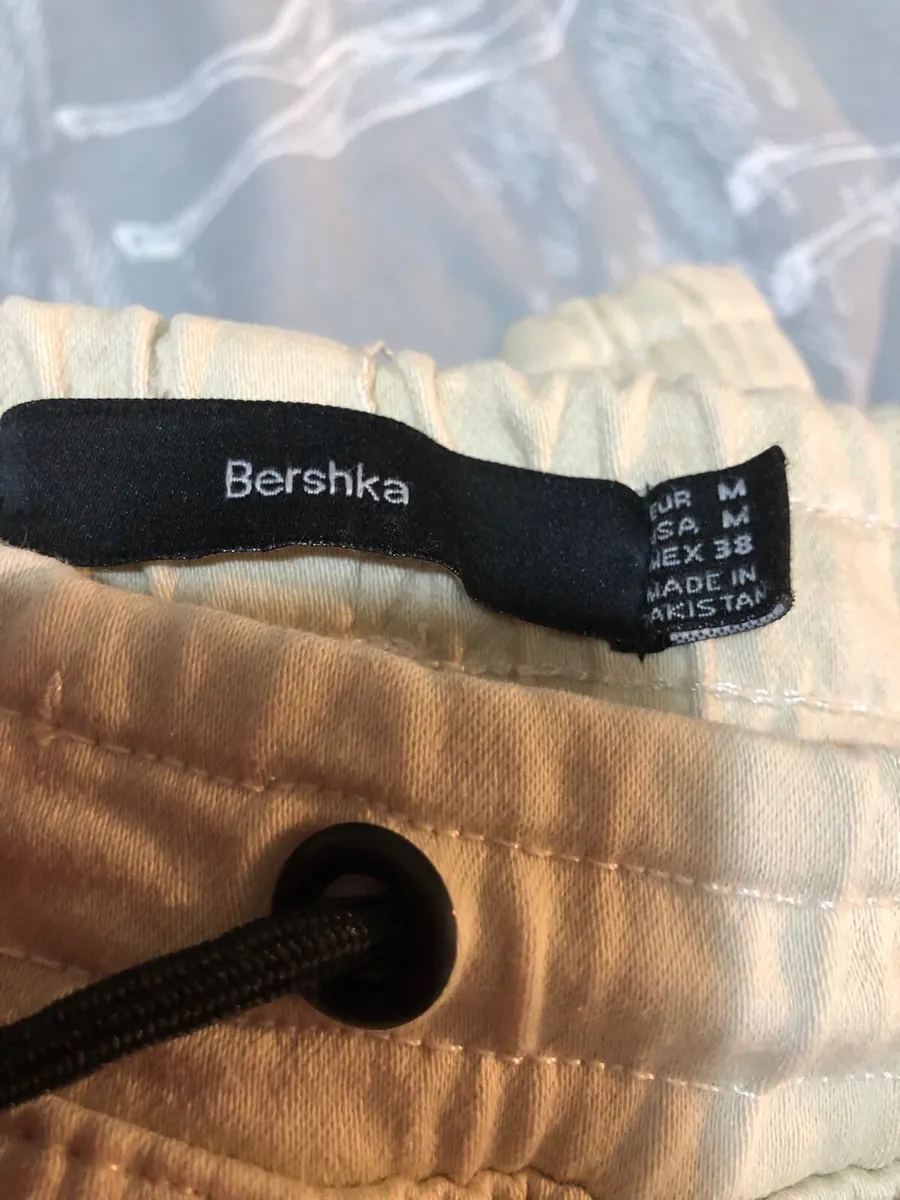 Bershka
EUR M
USA M
MEX 38
MADE IN
PAKISTAN